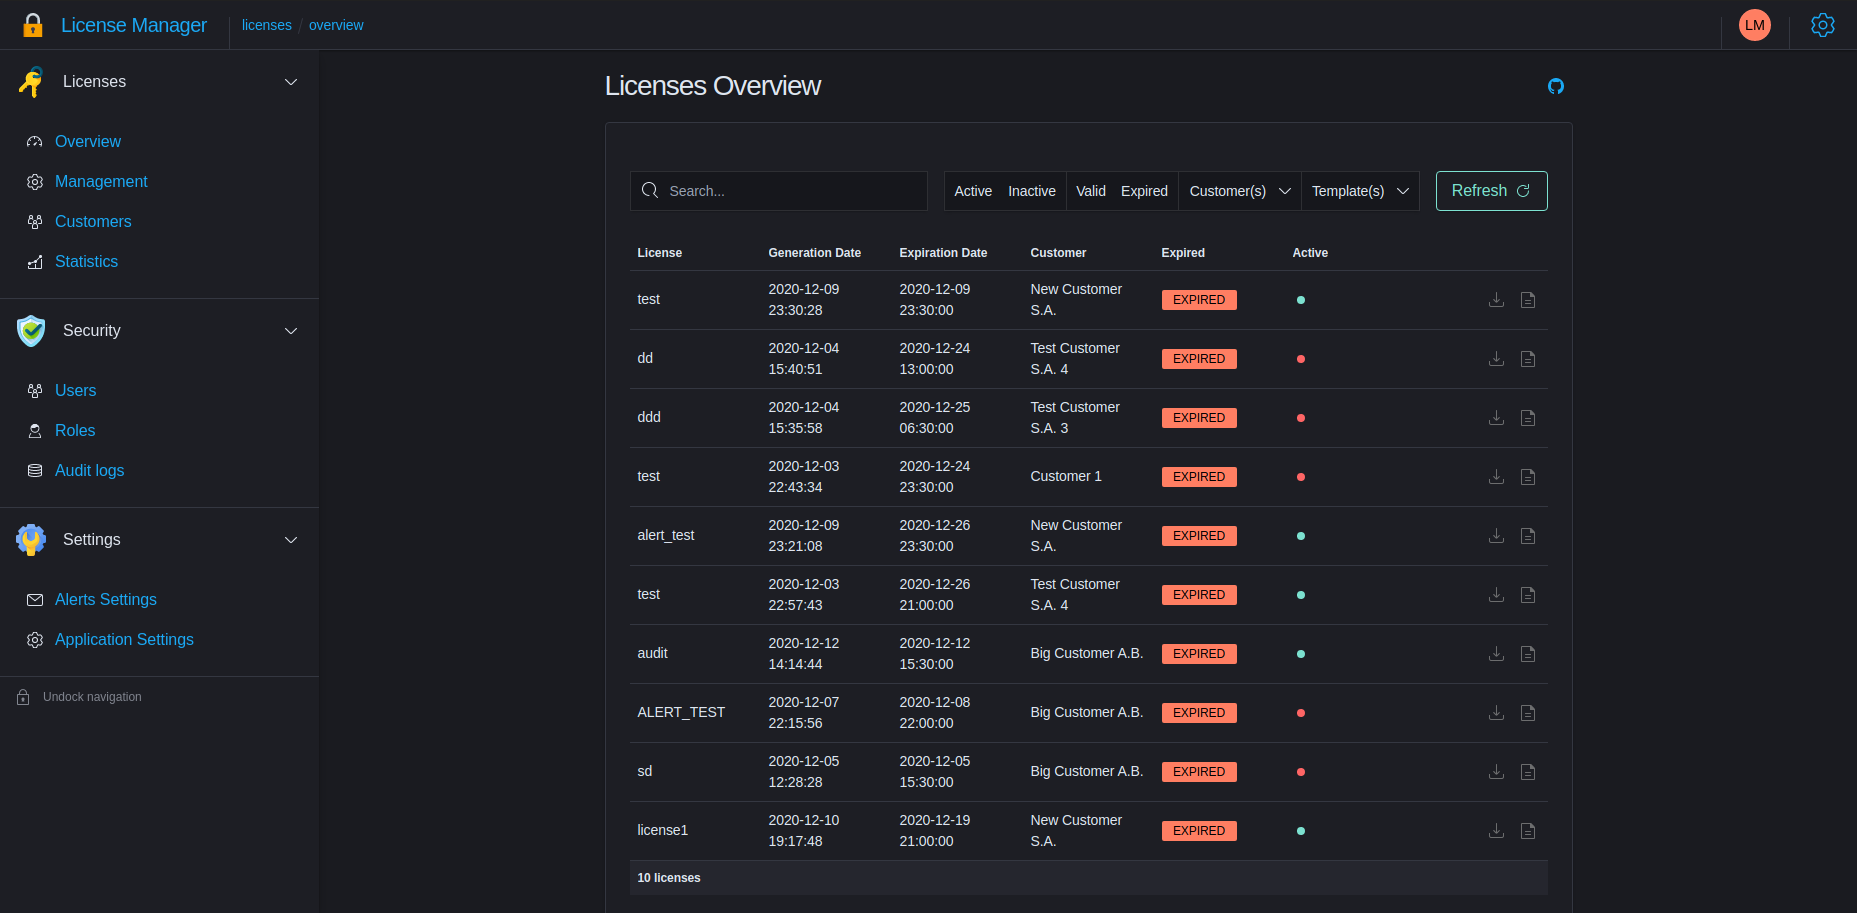 License Manager
licenses / overview
LM
Licenses
Overview
Management
Customers
Statistics
Security
Users
Roles
Audit logs
Settings
Alerts Settings
Application Settings
Undock navigation
Licenses Overview
Search...
Active Inactive Valid Expired Customer(s) Template(s) Refresh
License Generation Date Expiration Date Customer Expired Active
test 2020-12-09 23:30:28 2020-12-09 23:30:00 New Customer S.A. EXPIRED
dd 2020-12-04 15:40:51 2020-12-24 13:00:00 Test Customer S.A. 4 EXPIRED
ddd 2020-12-04 15:35:58 2020-12-25 06:30:00 Test Customer S.A. 3 EXPIRED
test 2020-12-03 22:43:34 2020-12-24 23:30:00 Customer 1 EXPIRED
alert_test 2020-12-09 23:21:08 2020-12-26 23:30:00 New Customer S.A. EXPIRED
test 2020-12-03 22:57:43 2020-12-26 21:00:00 Test Customer S.A. 4 EXPIRED
audit 2020-12-12 14:14:44 2020-12-12 15:30:00 Big Customer A.B. EXPIRED
ALERT_TEST 2020-12-07 22:15:56 2020-12-08 22:00:00 Big Customer A.B. EXPIRED
sd 2020-12-05 12:28:28 2020-12-05 15:30:00 Big Customer A.B. EXPIRED
license1 2020-12-10 19:17:48 2020-12-19 21:00:00 New Customer S.A. EXPIRED
10 licenses